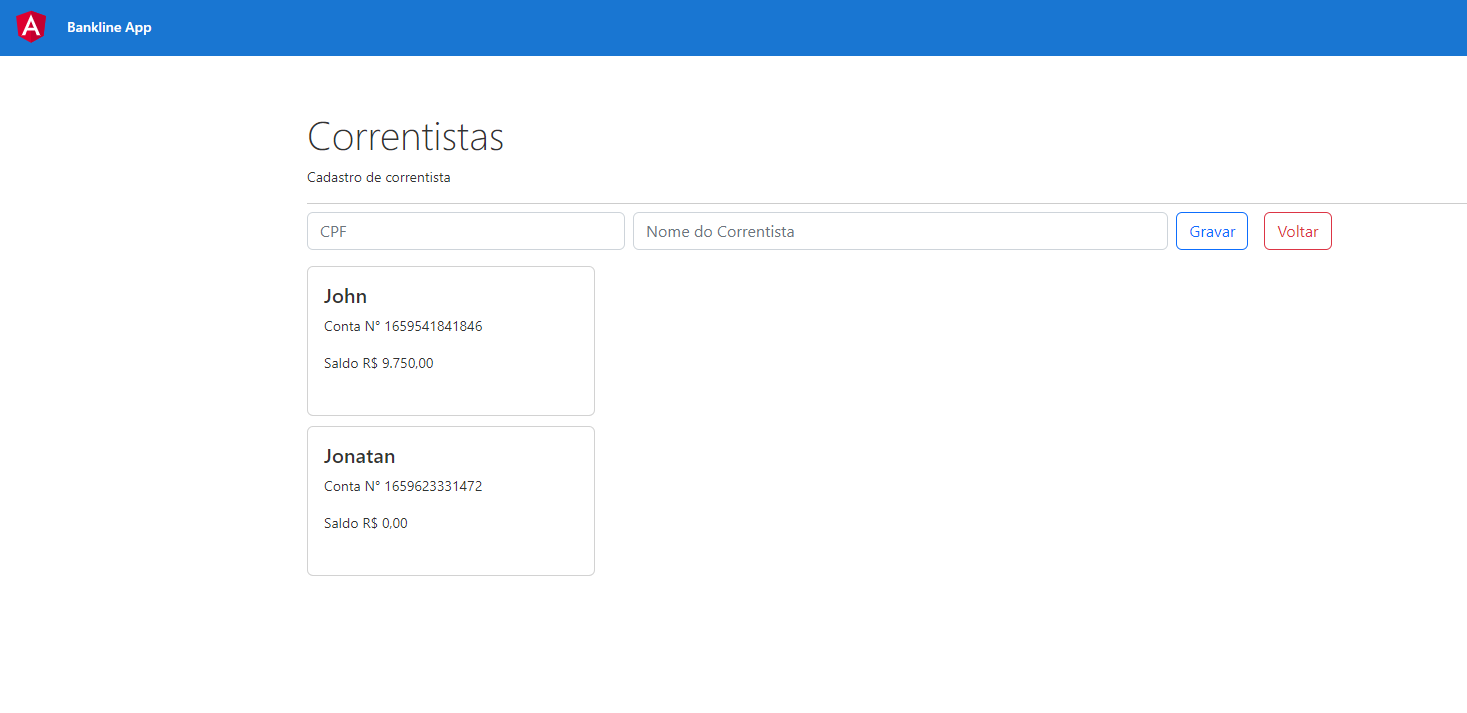 Bankline App
Correntistas
Cadastro de correntista
CPF
Nome do Correntista
Gravar
Voltar
John
Conta N° 1659541841846
Saldo R$ 9.750,00
Jonatan
Conta N° 1659623331472
Saldo R$ 0,00